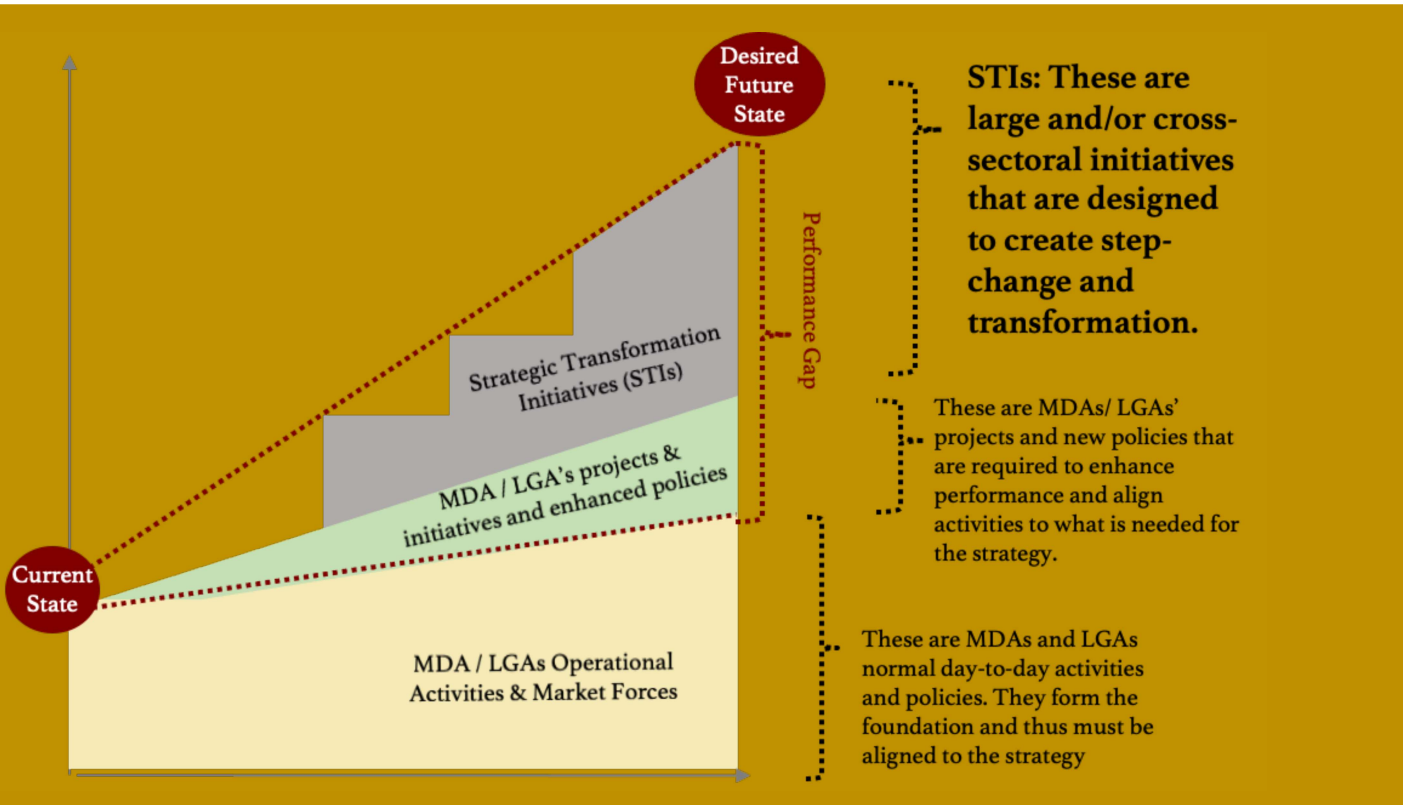 Desired
Future
State
STIs: These are
large and/or cross-
sectoral initiatives
that are designed
to create step-
change and
transformation.
Performance Gap
Strategic Transformation
Initiatives (STIs)
These are MDAs/ LGAs’
projects and new policies that
are required to enhance
performance and align
activities to what is needed for
the strategy.
MDA / LGA’s projects &
initiatives and enhanced policies
Current
State
MDA / LGAs Operational
Activities & Market Forces
These are MDAs and LGAs
normal day-to-day activities
and policies. They form the
foundation and thus must be
aligned to the strategy